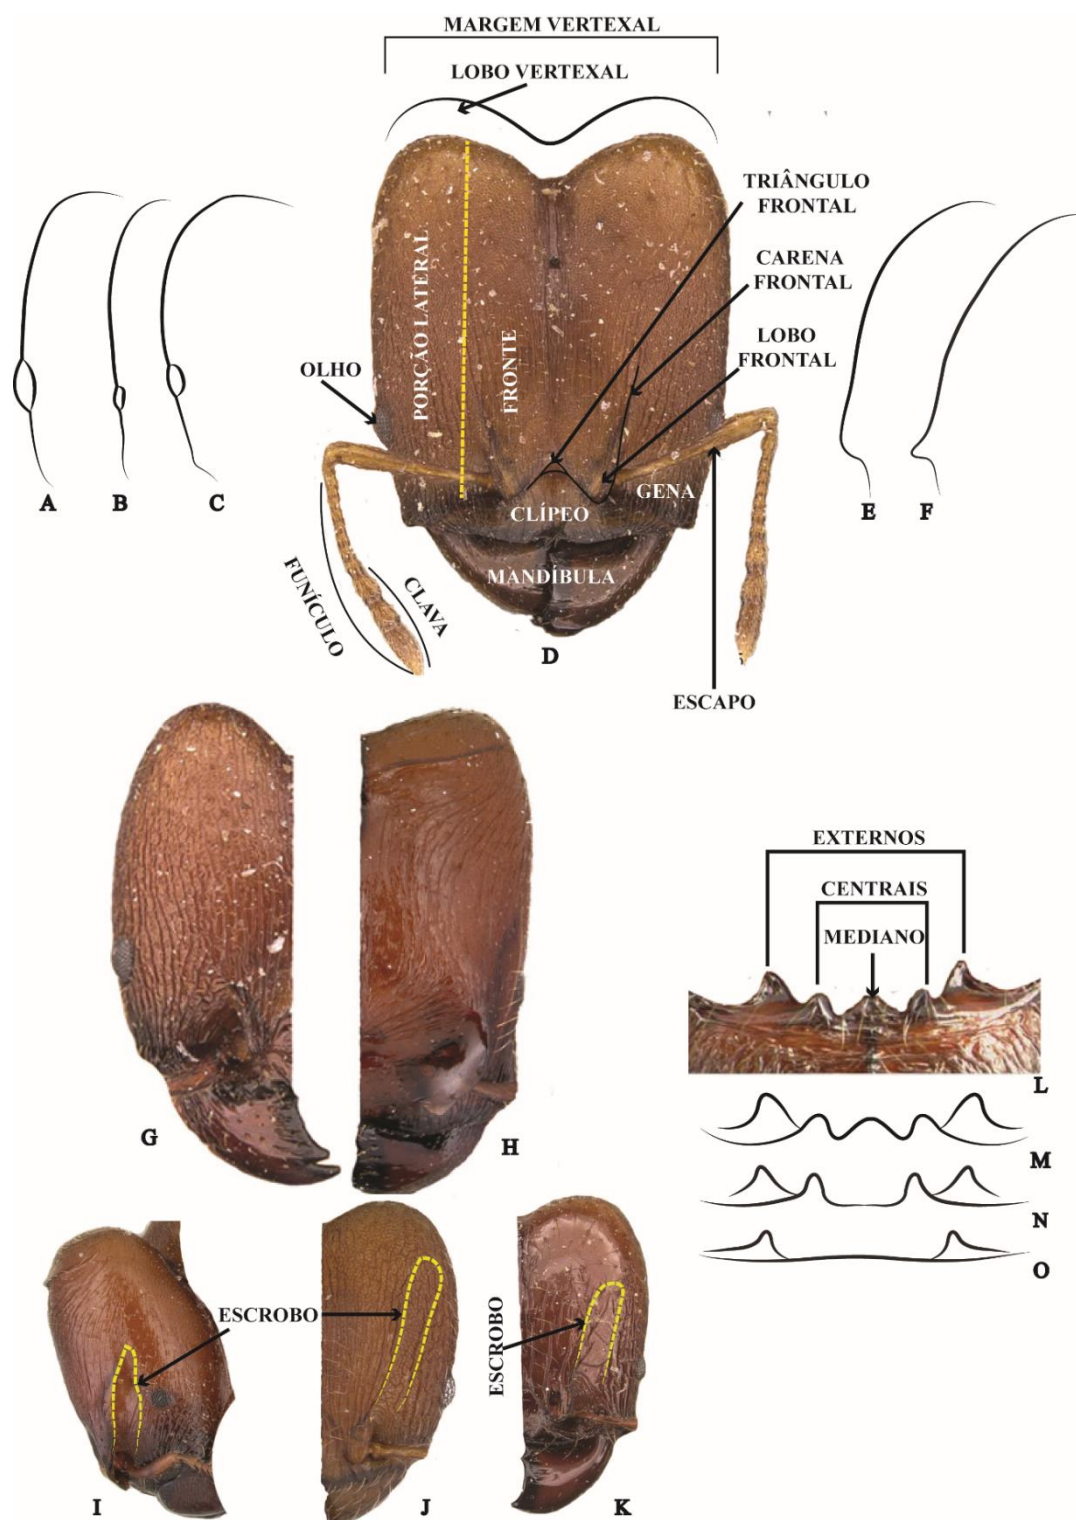 MARGEM VERTEXAL
LOBO VERTEXAL
TRIÂNGULO
FRONTAL
CARENA
FRONTAL
LOBO
FRONTAL
PORÇÃO LATERAL
FRONTE
OLHO
GENA
CLÍPEO
MANDÍBULA
FUNÍCULO
CLAVA
ESCAPO
A
B
C
D
E
F
EXTERNOS
CENTRAIS
MEDIANO
G
H
L
M
N
O
ESCROBO
ESCROBO
I
J
K